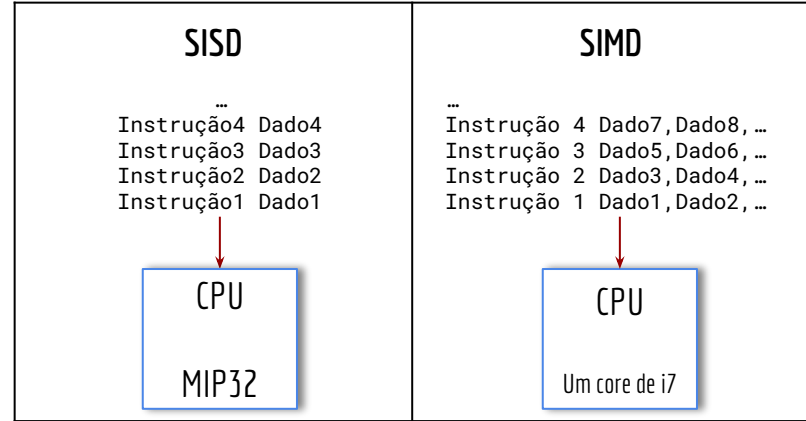 SISD
…
Instrução4 Dado4
Instrução3 Dado3
Instrução2 Dado2
Instrução1 Dado1
CPU
MIP32
SIMD
…
Instrução 4 Dado7,Dado8,…
Instrução 3 Dado5,Dado6,…
Instrução 2 Dado3,Dado4,…
Instrução 1 Dado1,Dado2,…
CPU
Um core de i7